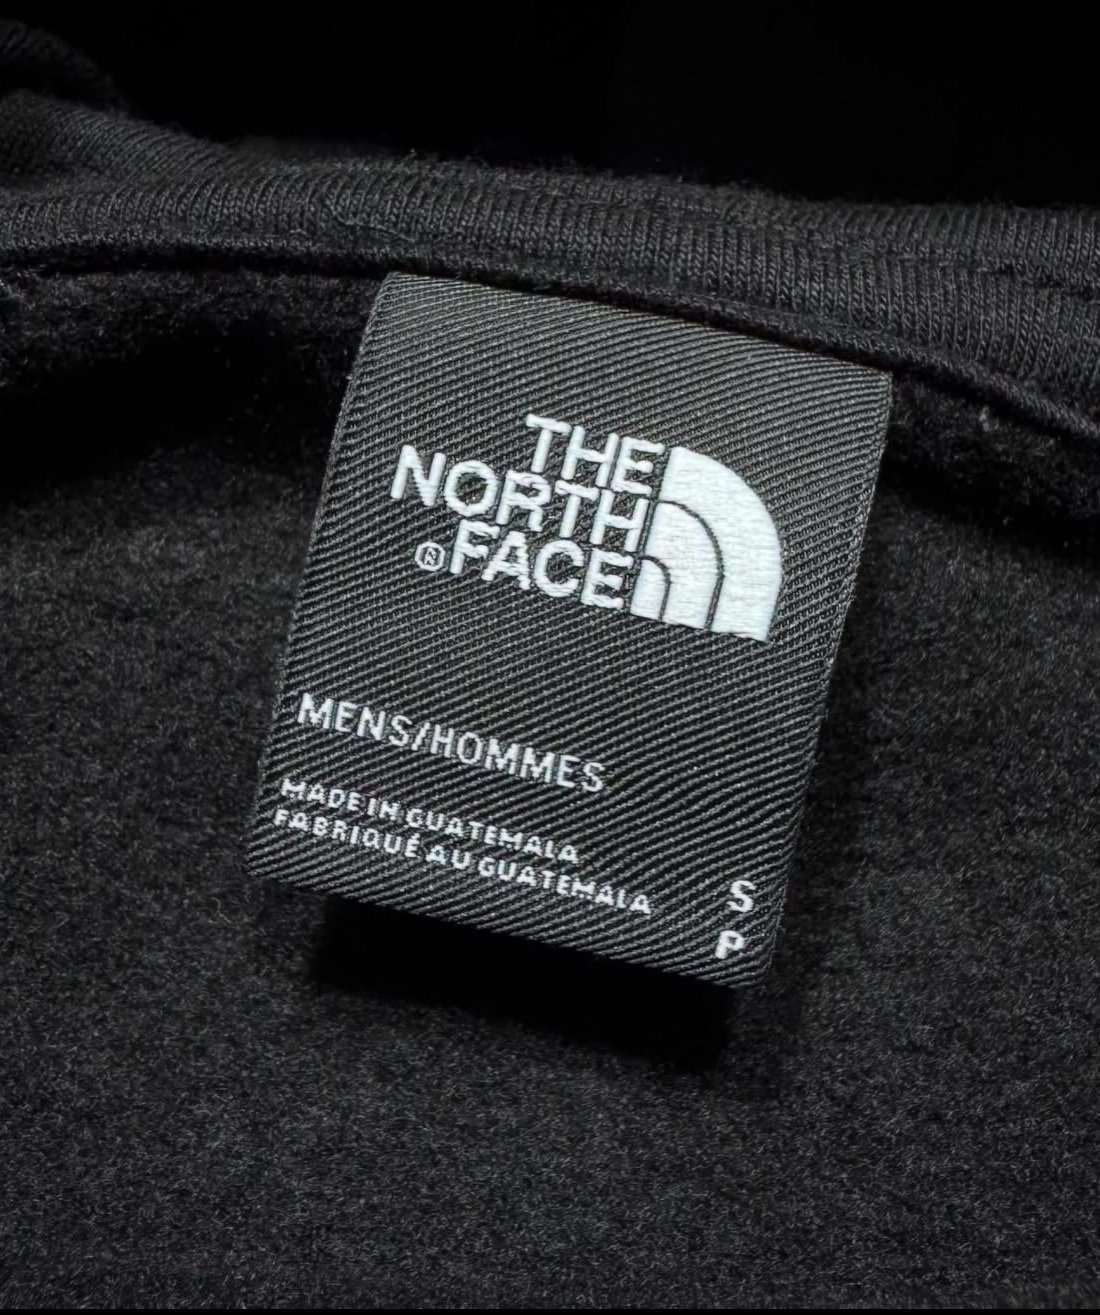 THE
NORTH
®FACE
MENS/HOMMES
MADE IN GUATEMALA
FABRIQUÉ AU GUATEMALA
S
P